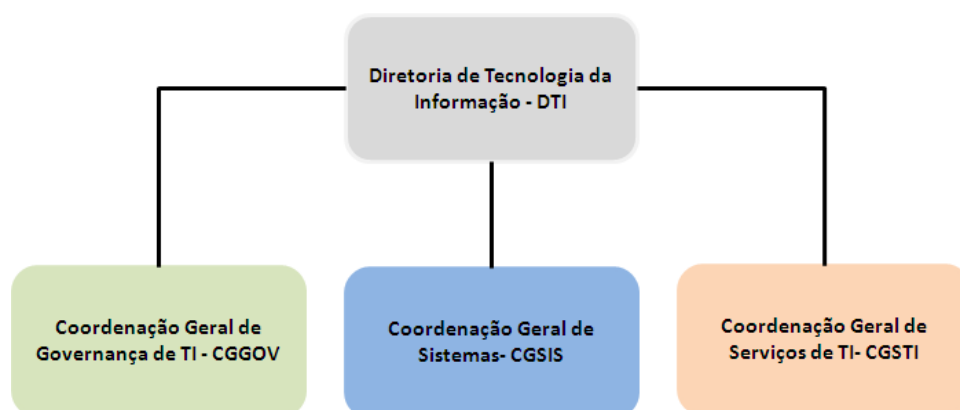 Diretoria de Tecnologia da
Informação - DTI
Coordenação Geral de
Governança de TI - CGGOV
Coordenação Geral de
Sistemas- CGSIS
Coordenação Geral de
Serviços de TI- CGSTI